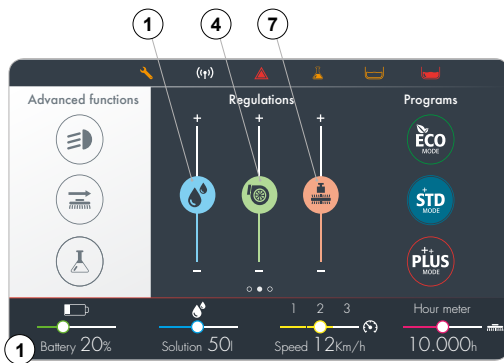 1 4 7
Advanced functions Regulations Programs
+ + +
ECO
MODE
+
STD
MODE
++
PLUS
MODE
- - -
1 2 3 Hour meter
1
Battery 20% Solution 50l Speed 12Km/h 10.000h